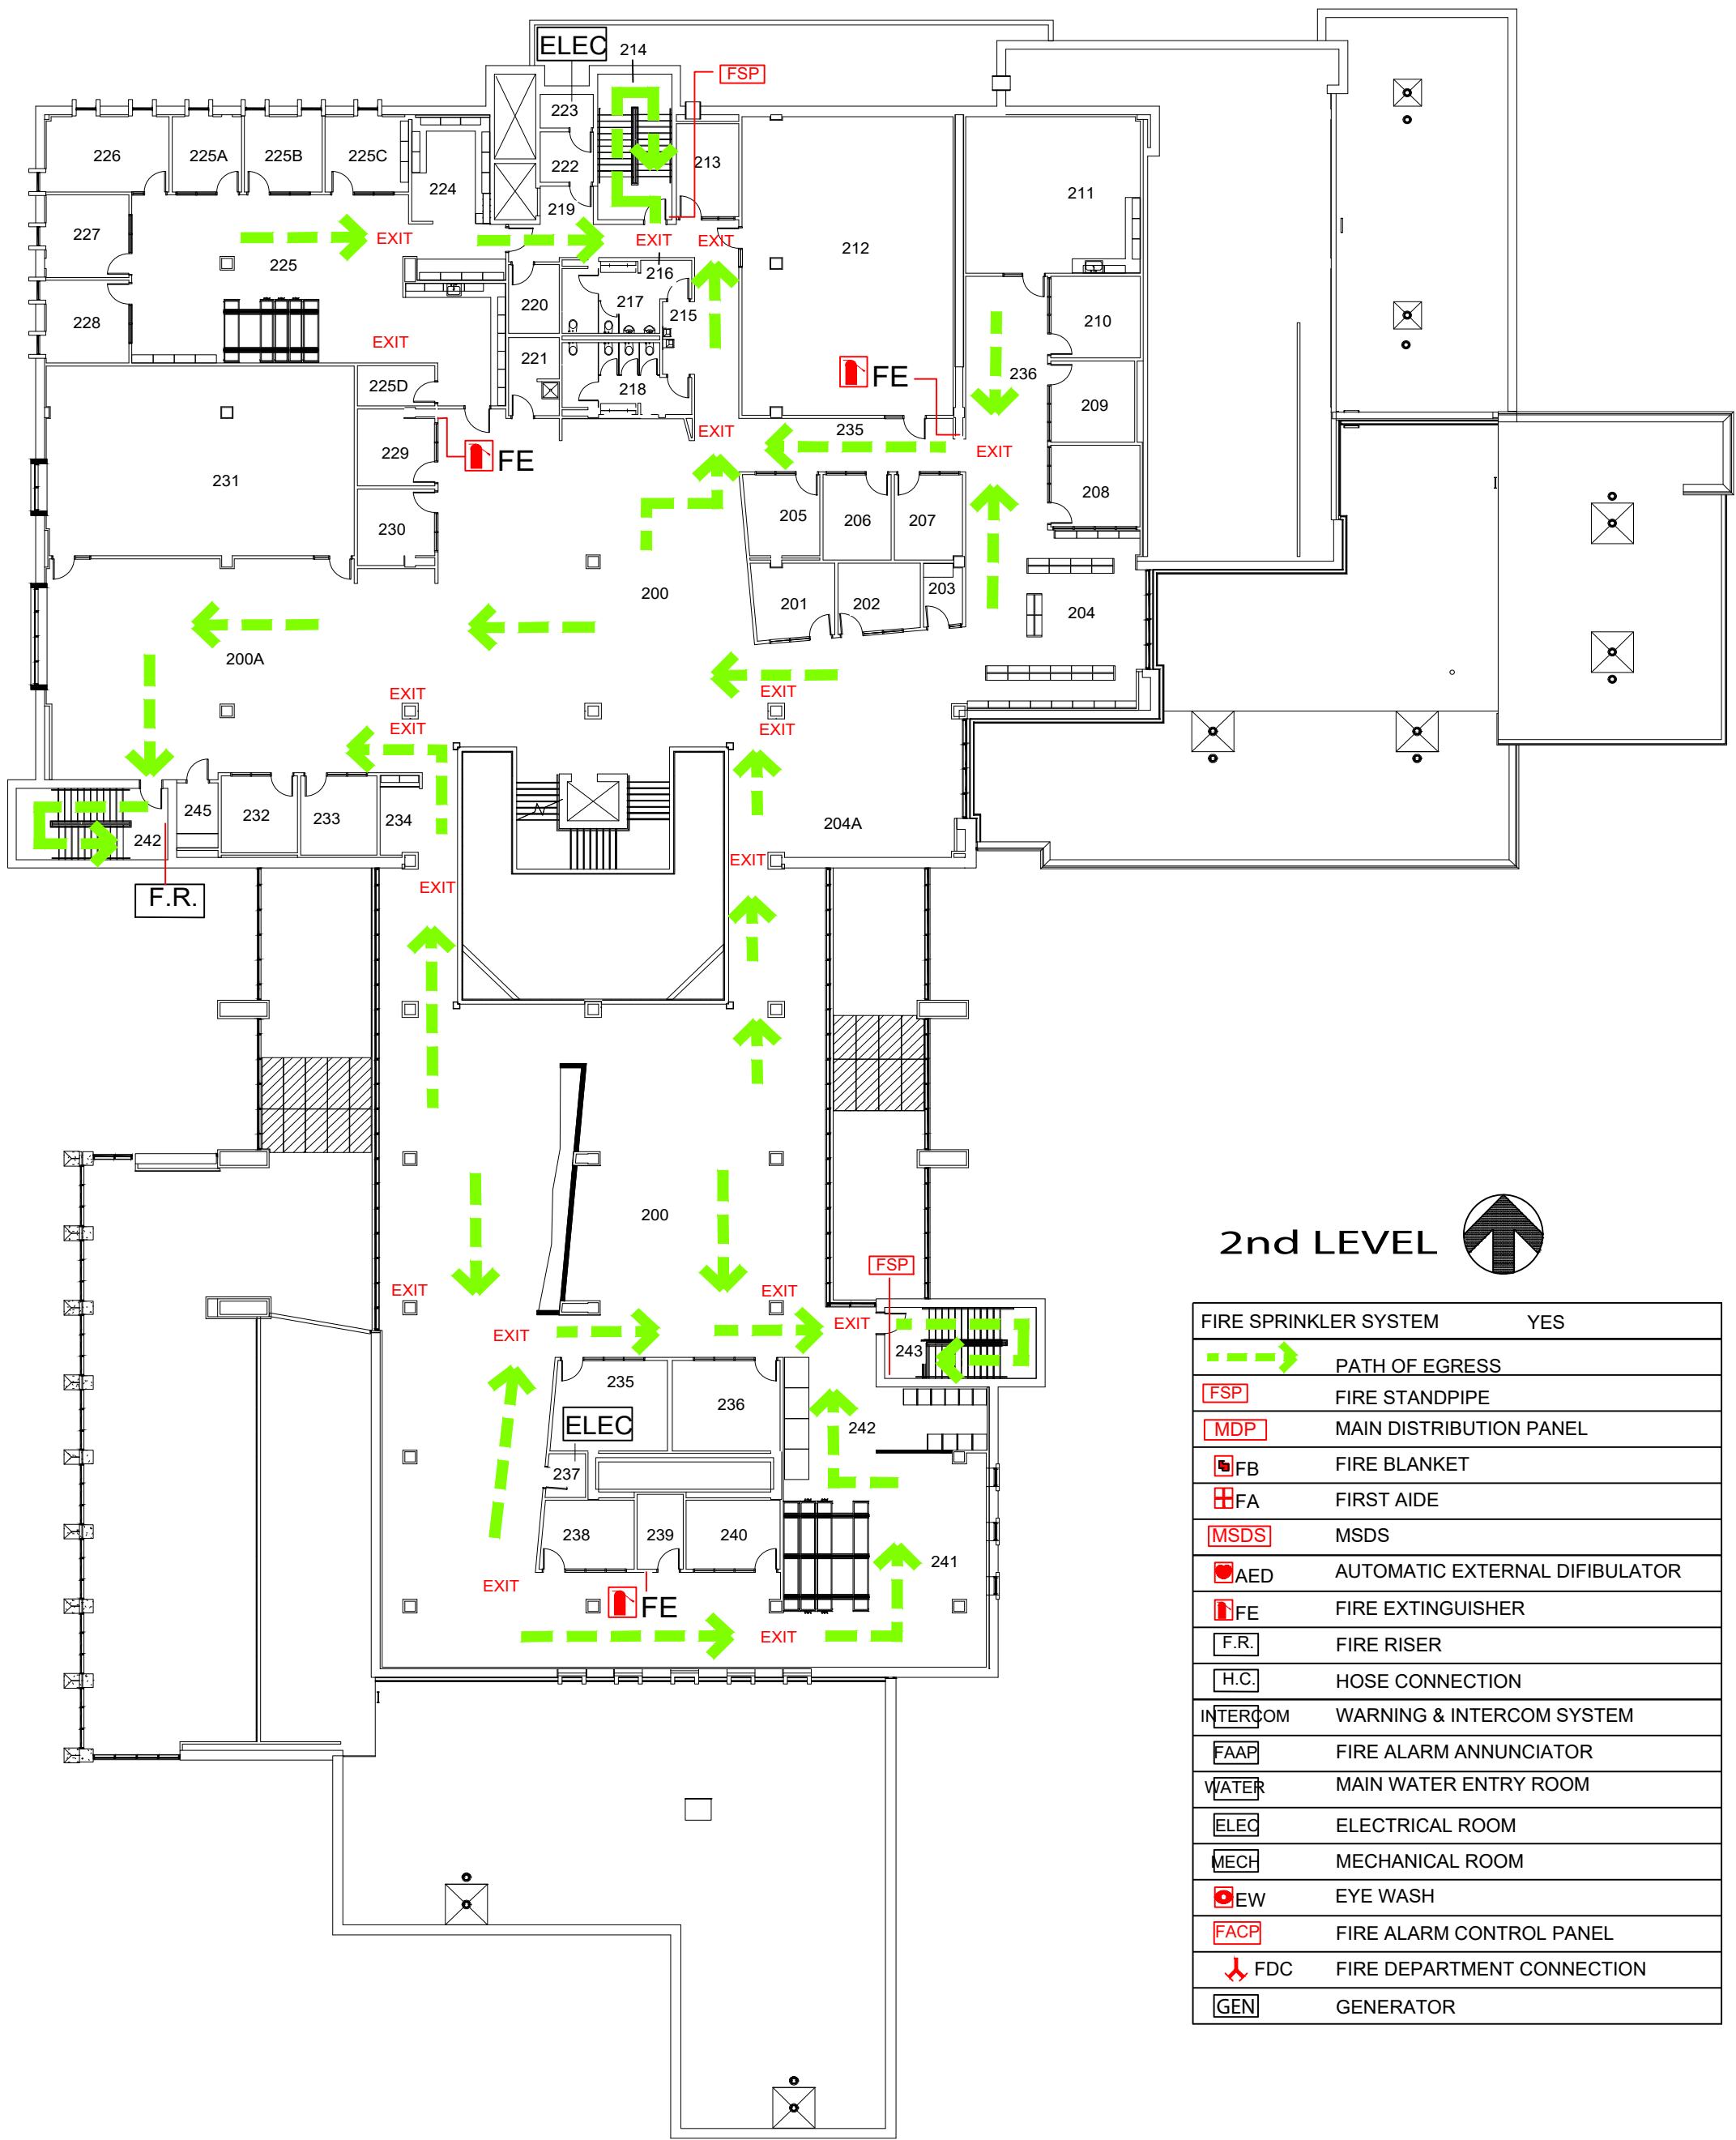 ELEC
214
FSP
223
226
225A
225B
225C
222
213
224
211
219
227
EXIT
EXIT
EXIT
212
225
216
220
217
215
210
228
EXIT
221
236
225D
218
FE
209
EXIT
235
EXIT
229
FE
231
208
205
206
207
230
200
201
202
203
204
200A
EXIT
EXIT
EXIT
EXIT
245
232
233
234
204A
242
EXIT
EXIT
F.R.
200
2nd LEVEL
FSP
EXIT
EXIT
EXIT
EXIT
243
235
236
ELEC
242
237
238
239
240
241
EXIT
FE
EXIT
FIRE SPRINKLER SYSTEM YES
PATH OF EGRESS
FSP FIRE STANDPIPE
MDP MAIN DISTRIBUTION PANEL
FB FIRE BLANKET
FA FIRST AIDE
MSDS MSDS
AED AUTOMATIC EXTERNAL DIFIBULATOR
FE FIRE EXTINGUISHER
F.R. FIRE RISER
H.C. HOSE CONNECTION
INTERCOM WARNING & INTERCOM SYSTEM
FAAP FIRE ALARM ANNUNCIATOR
WATER MAIN WATER ENTRY ROOM
ELEC ELECTRICAL ROOM
MECH MECHANICAL ROOM
EW EYE WASH
FACP FIRE ALARM CONTROL PANEL
FDC FIRE DEPARTMENT CONNECTION
GEN GENERATOR